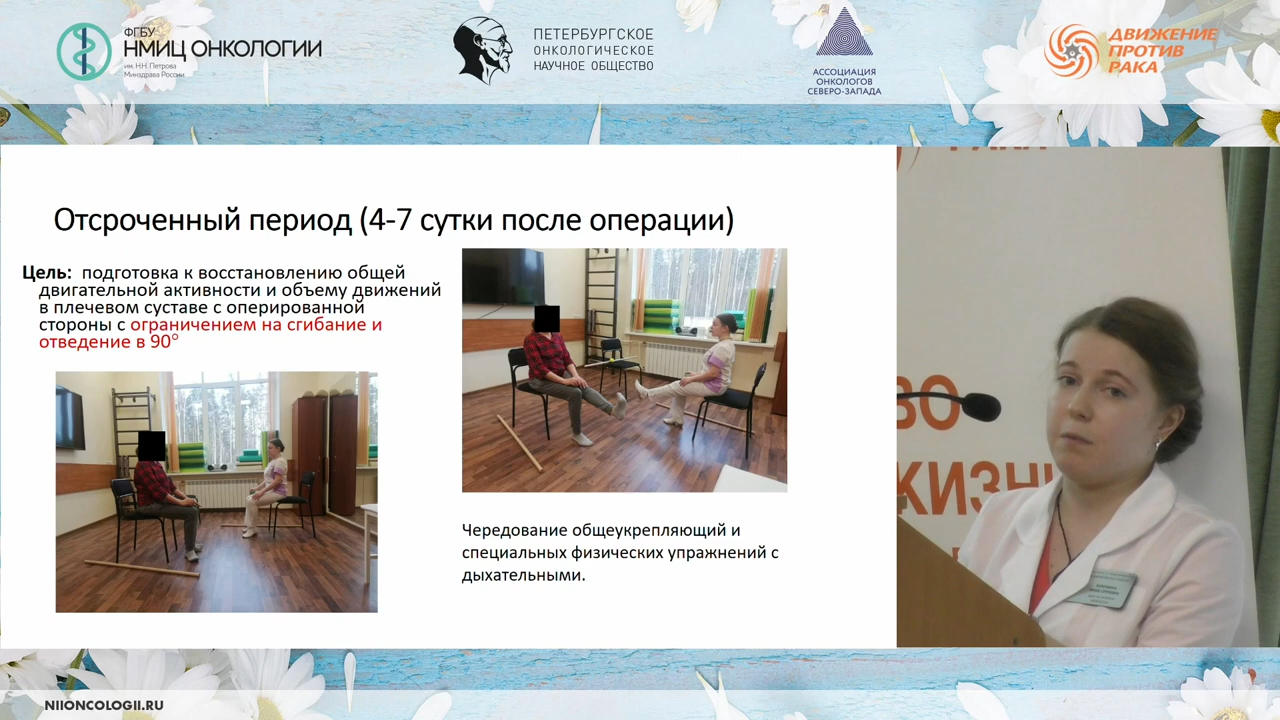 ФГБУ
НМИЦ ОНКОЛОГИИ
им. Н.Н. Петрова
Минздрава России
ПЕТЕРБУРГСКОЕ
ОНКОЛОГИЧЕСКОЕ
НАУЧНОЕ ОБЩЕСТВО
АССОЦИАЦИЯ
ОНКОЛОГОВ
СЕВЕРО-ЗАПАДА
ДВИЖЕНИЕ
ПРОТИВ
РАКА
Отсроченный период (4-7 сутки после операции)
Цель: подготовка к восстановлению общей
двигательной активности и объему движений
в плечевом суставе с оперированной
стороны с ограничением на сгибание и
отведение в 90°
Чередование общеукрепляющий и
специальных физических упражнений с
дыхательными.
ВО
ЖИЗН
NIIONCOLOGII.RU